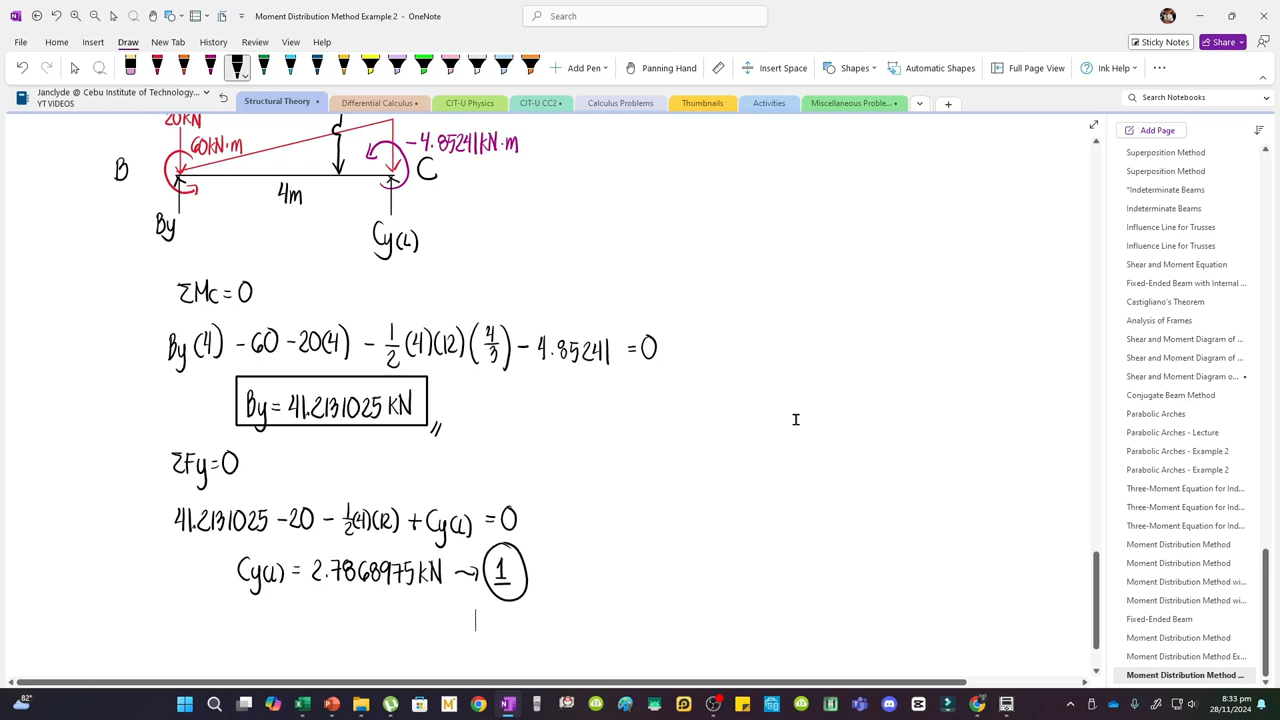 Moment Distribution Method Example 2 - OneNote
Search
File Home Insert Draw New Tab History Review View Help
Sticky Notes Share
Add Pen Panning Hand Insert Space Shapes Automatic Shapes Full Page View Ink Help
Janclyde @ Cebu Institute of Technology...
YT VIDEOS
Structural Theory Differential Calculus CIT-U Physics CIT-U CC2 Calculus Problems Thumbnails Activities Miscellaneous Proble...
Search Notebooks
Add Page
20KN
60KN·m
-4.85241KN·m
B
C
4m
By
Cy(L)
ΣMc=0
By(4) -60 -20(4) - 1/2 (4)(12)(4/3) - 4.85241 =0
By = 41.2131025 KN
ΣFy=0
41.2131025 -20 - 1/2(4)(12) + Cy(L) =0
Cy(L) = 2.7868975 KN → 1
Superposition Method
Superposition Method
*Indeterminate Beams
Indeterminate Beams
Influence Line for Trusses
Influence Line for Trusses
Shear and Moment Equation
Fixed-Ended Beam with Internal ...
Castigliano's Theorem
Analysis of Frames
Shear and Moment Diagram of ...
Shear and Moment Diagram of ...
Shear and Moment Diagram o...
Conjugate Beam Method
Parabolic Arches
Parabolic Arches - Lecture
Parabolic Arches - Example 2
Parabolic Arches - Example 2
Three-Moment Equation for Ind...
Three-Moment Equation for Ind...
Three-Moment Equation for Ind...
Moment Distribution Method
Moment Distribution Method
Moment Distribution Method wi...
Moment Distribution Method wi...
Fixed-Ended Beam
Moment Distribution Method
Moment Distribution Method Ex...
Moment Distribution Method ...
82°
8:33 pm
28/11/2024